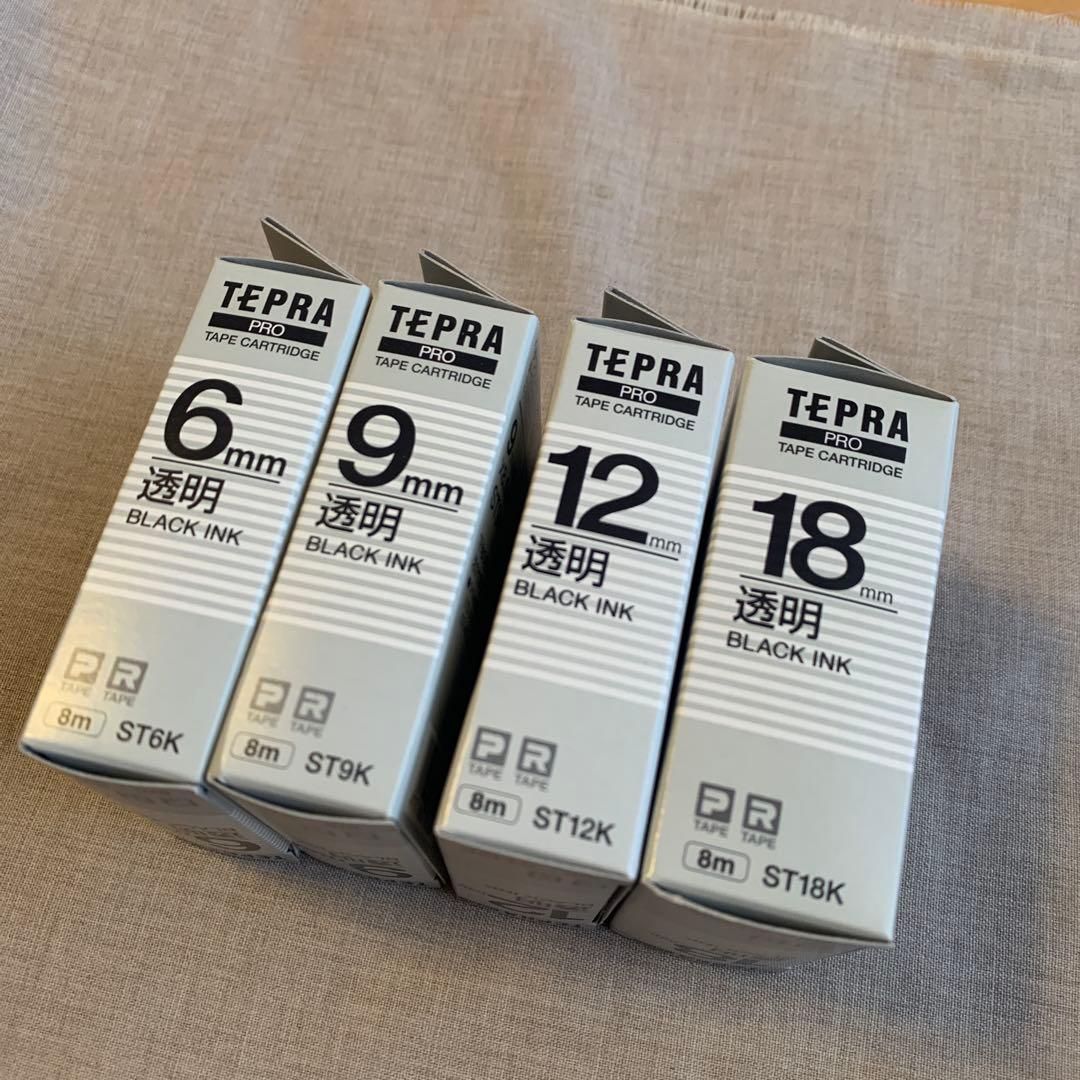 TEPRA
PRO
TAPE CARTRIDGE
6mm
透明
BLACK INK
P R
TAPE TAPE
8m ST6K
TEPRA
PRO
TAPE CARTRIDGE
9mm
透明
BLACK INK
P R
TAPE TAPE
8m ST9K
TEPRA
PRO
TAPE CARTRIDGE
12mm
透明
BLACK INK
P R
TAPE TAPE
8m ST12K
TEPRA
PRO
TAPE CARTRIDGE
18mm
透明
BLACK INK
P R
TAPE TAPE
8m ST18K